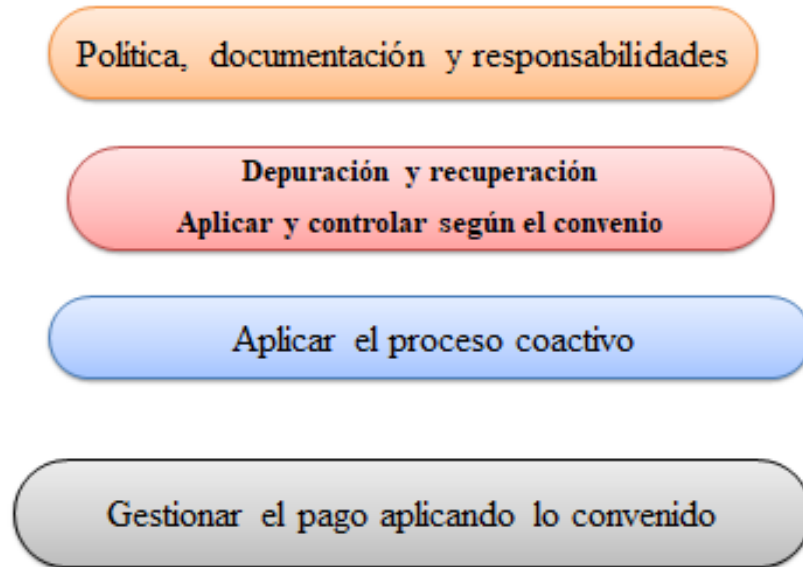 Política, documentación y responsabilidades
Depuración y recuperación
Aplicar y controlar según el convenio
Aplicar el proceso coactivo
Gestionar el pago aplicando lo convenido